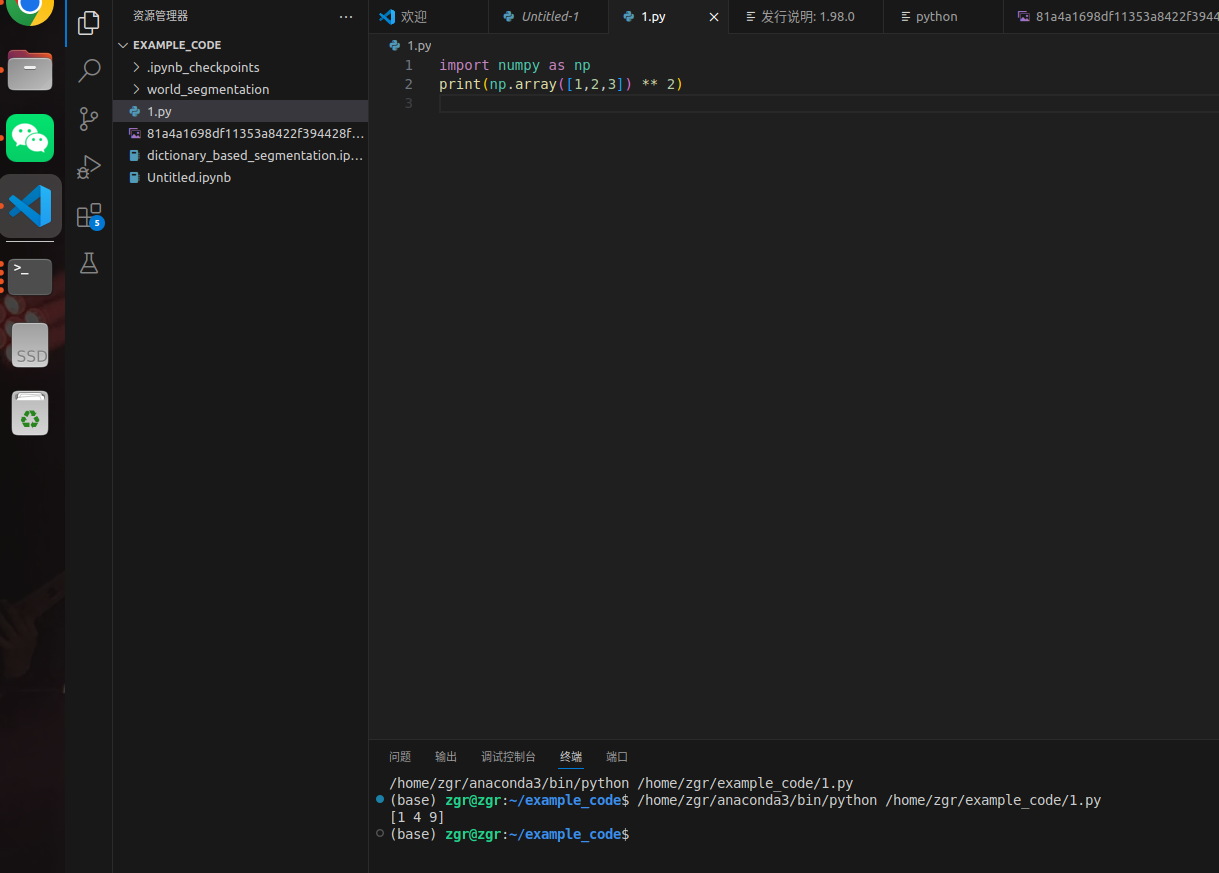 资源管理器
欢迎
Untitled-1
1.py
发行说明: 1.98.0
python
81a4a1698df11353a8422f3944
EXAMPLE_CODE
.ipynb_checkpoints
world_segmentation
1.py
81a4a1698df11353a8422f394428f...
dictionary_based_segmentation.ip...
Untitled.ipynb
5
>_
SSD
1.py
1 import numpy as np
2 print(np.array([1,2,3]) ** 2)
3
问题 输出 调试控制台 终端 端口
/home/zgr/anaconda3/bin/python /home/zgr/example_code/1.py
(base) zgr@zgr:~/example_code$ /home/zgr/anaconda3/bin/python /home/zgr/example_code/1.py
[1 4 9]
(base) zgr@zgr:~/example_code$